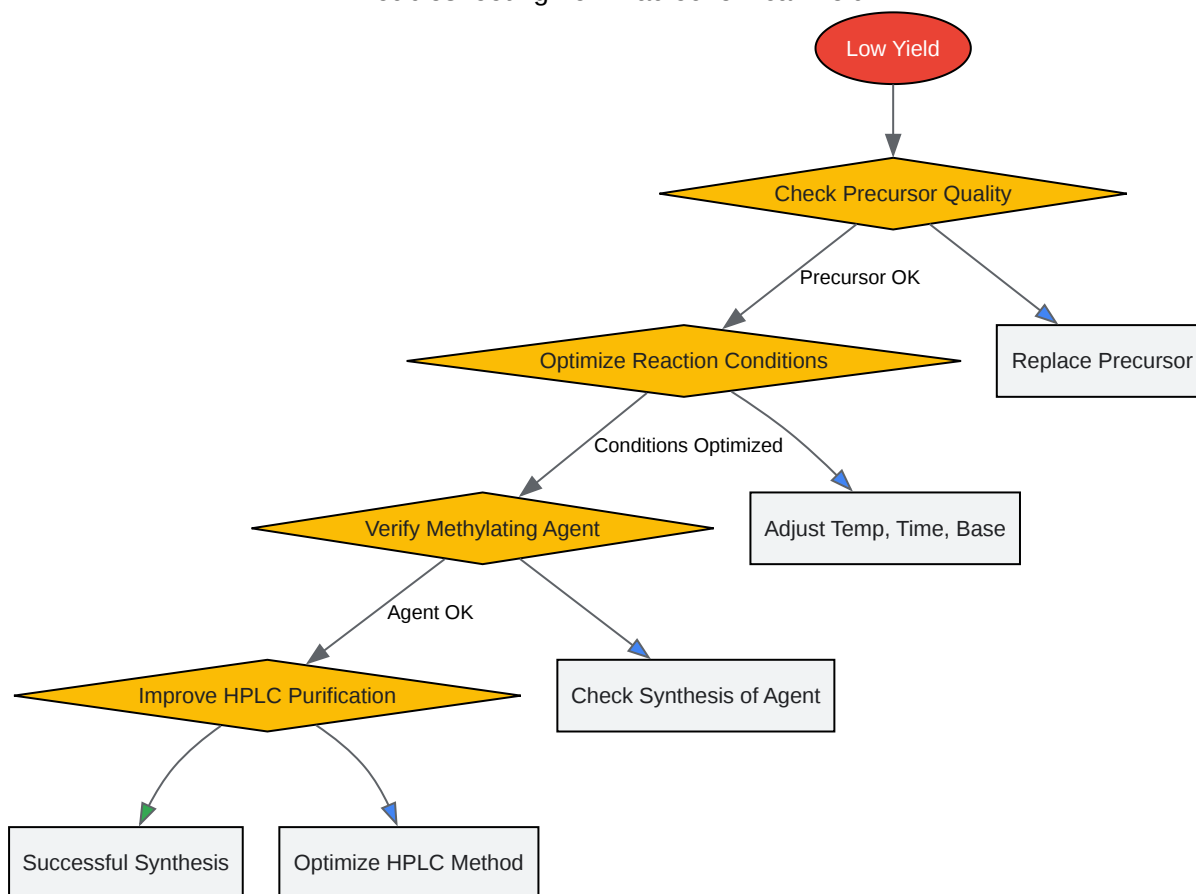 Low Yield
Check Precursor Quality
Precursor OK
Optimize Reaction Conditions
Replace Precursor
Conditions Optimized
Verify Methylating Agent
Adjust Temp, Time, Base
Agent OK
Improve HPLC Purification
Check Synthesis of Agent
Successful Synthesis
Optimize HPLC Method